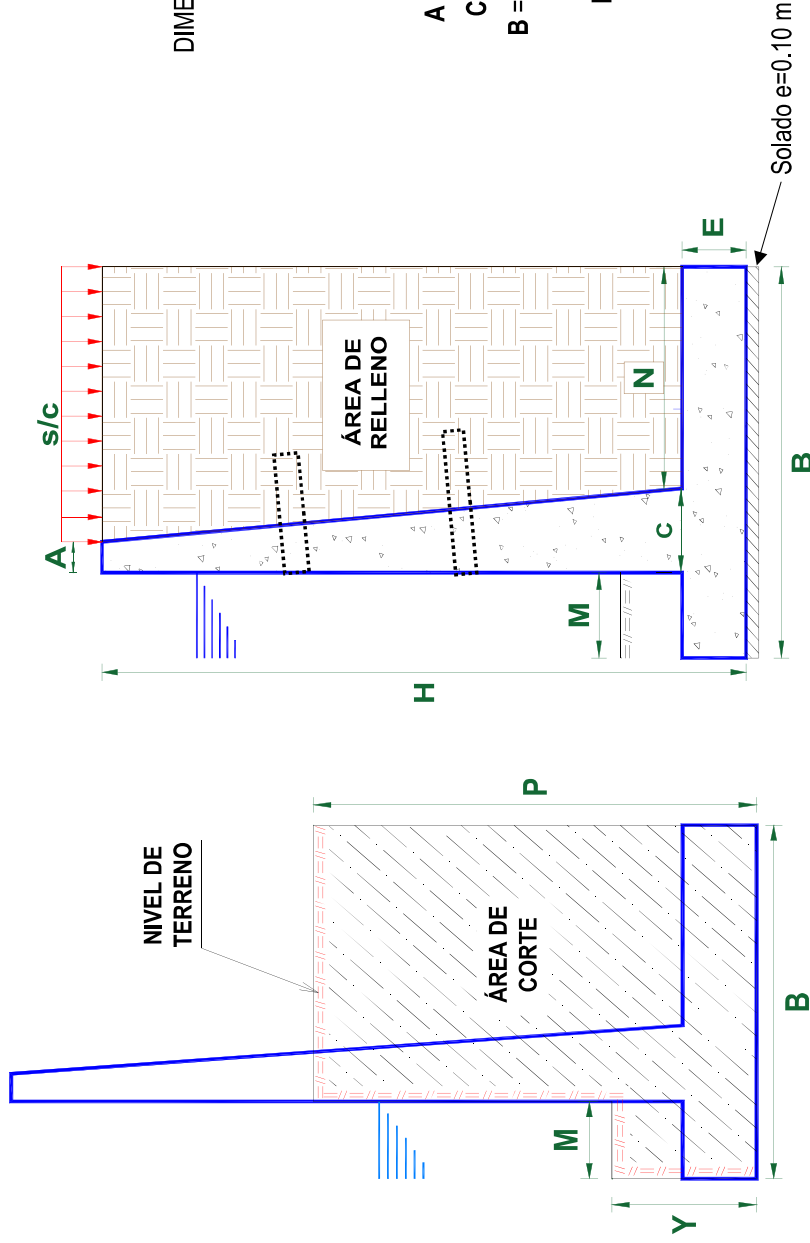 s/c
A
ÁREA DE
RELLENO
N
E
C
M
H
B
Solado e=0.10 m
DIME
A
C
B =
NIVEL DE
TERRENO
P
ÁREA DE
CORTE
M
Y
B